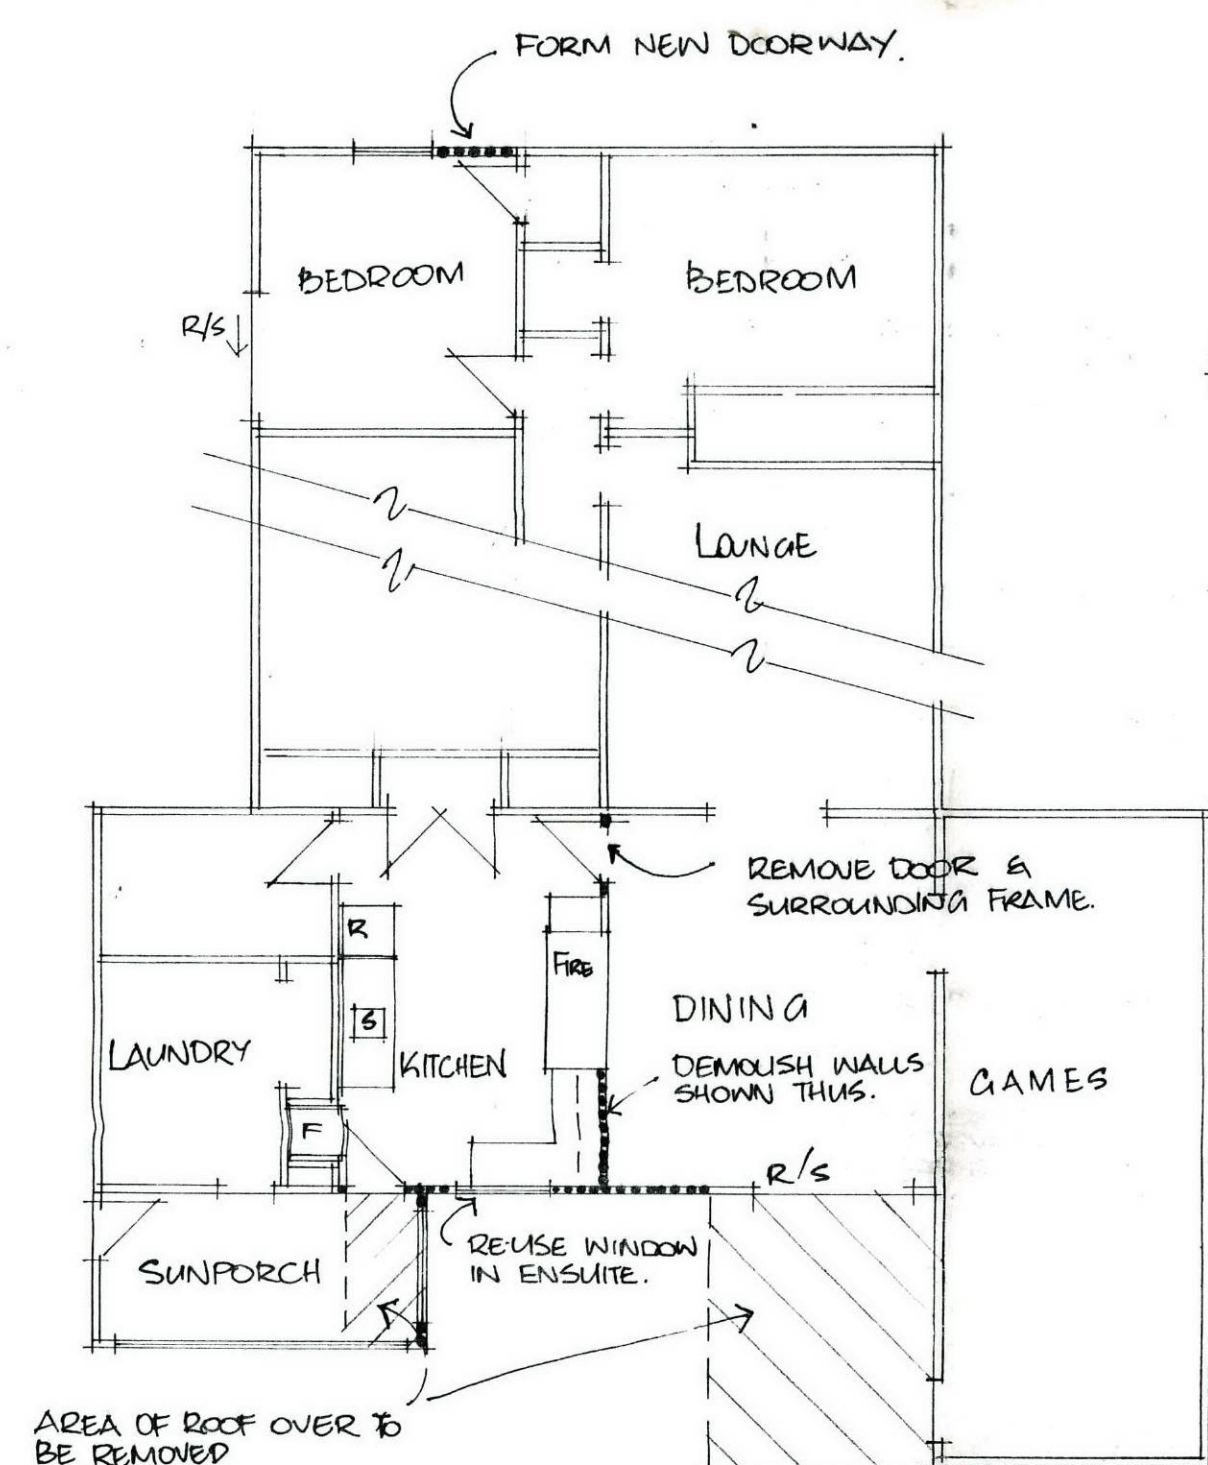 FORM NEW DOORWAY.
BEDROOM
BEDROOM
R/S
LOUNGE
REMOVE DOOR &
SURROUNDING FRAME.
R
FIRE
S
DINING
LAUNDRY
KITCHEN
DEMOLISH WALLS
SHOWN THUS.
GAMES
F
R/S
RE-USE WINDOW
IN ENSUITE.
SUNPORCH
AREA OF ROOF OVER TO
BE REMOVED